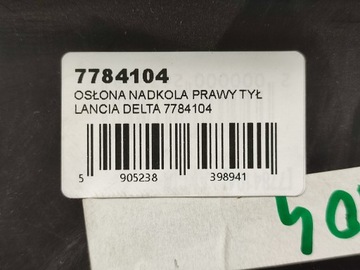 7784104
OSŁONA NADKOLA PRAWY TYŁ
LANCIA DELTA 7784104
5 905238 398941